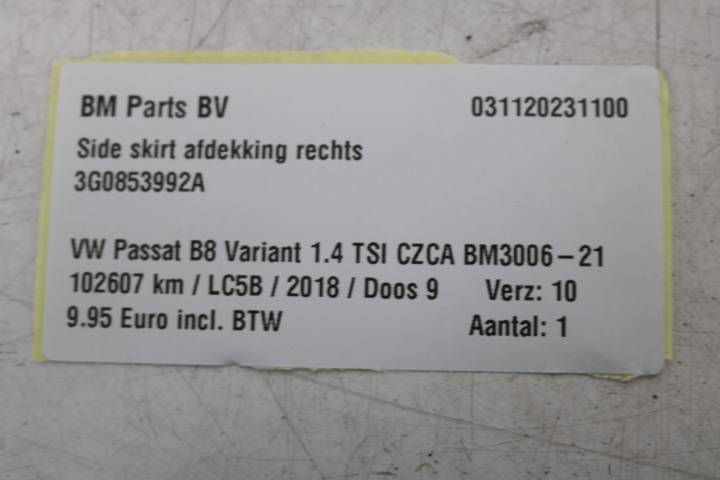 BM Parts BV 031120231100
Side skirt afdekking rechts
3G0853992A
VW Passat B8 Variant 1.4 TSI CZCA BM3006-21
102607 km / LC5B / 2018 / Doos 9 Verz: 10
9.95 Euro incl. BTW Aantal: 1